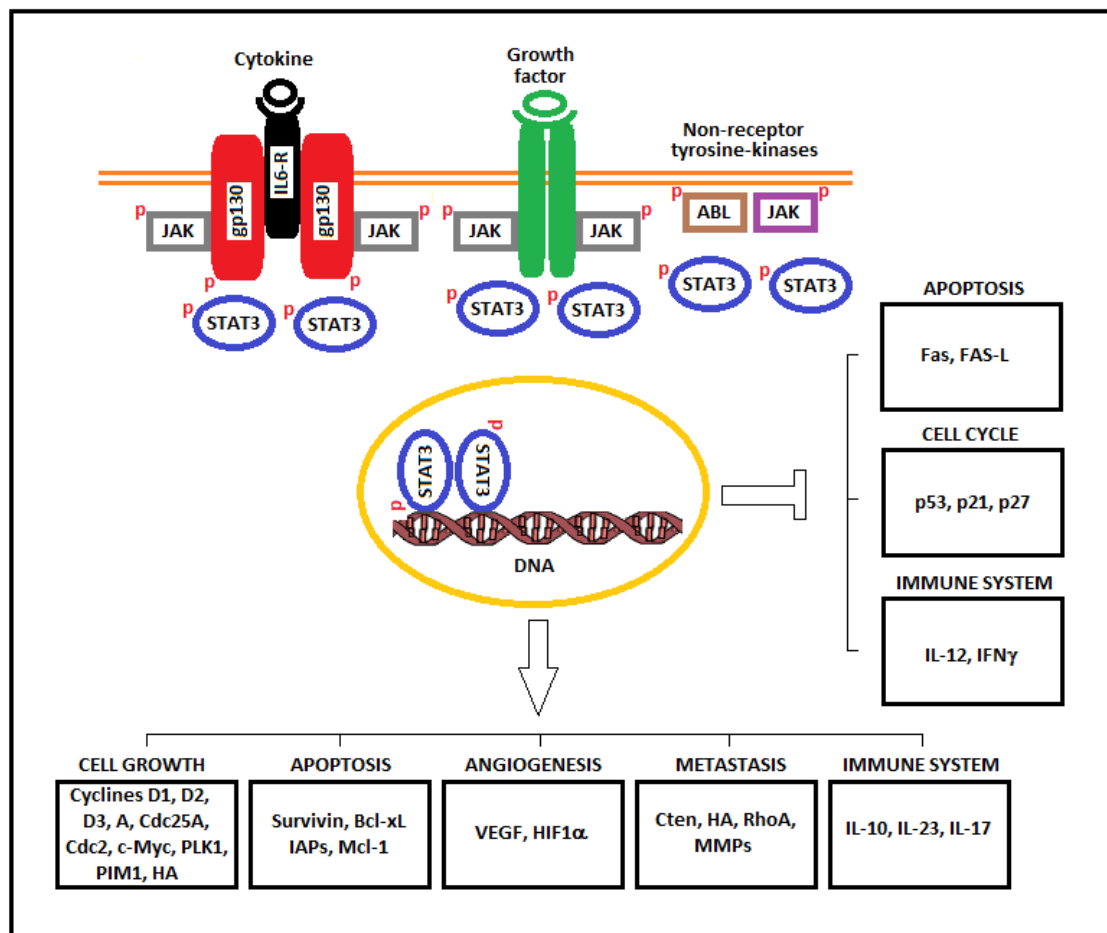 Cytokine
Growth
factor
Non-receptor
tyrosine-kinases
gp130
IL6-R
gp130
p
JAK
JAK
p
p
JAK
JAK
p
p
ABL
JAK
p
p
p
p
STAT3
p
STAT3
p
STAT3
p
STAT3
p
STAT3
p
STAT3
APOPTOSIS
Fas, FAS-L
CELL CYCLE
p53, p21, p27
IMMUNE SYSTEM
IL-12, IFNγ
p
STAT3
STAT3
p
DNA
CELL GROWTH
Cyclines D1, D2,
D3, A, Cdc25A,
Cdc2, c-Myc, PLK1,
PIM1, HA
APOPTOSIS
Survivin, Bcl-xL
IAPs, Mcl-1
ANGIOGENESIS
VEGF, HIF1α
METASTASIS
Cten, HA, RhoA,
MMPs
IMMUNE SYSTEM
IL-10, IL-23, IL-17